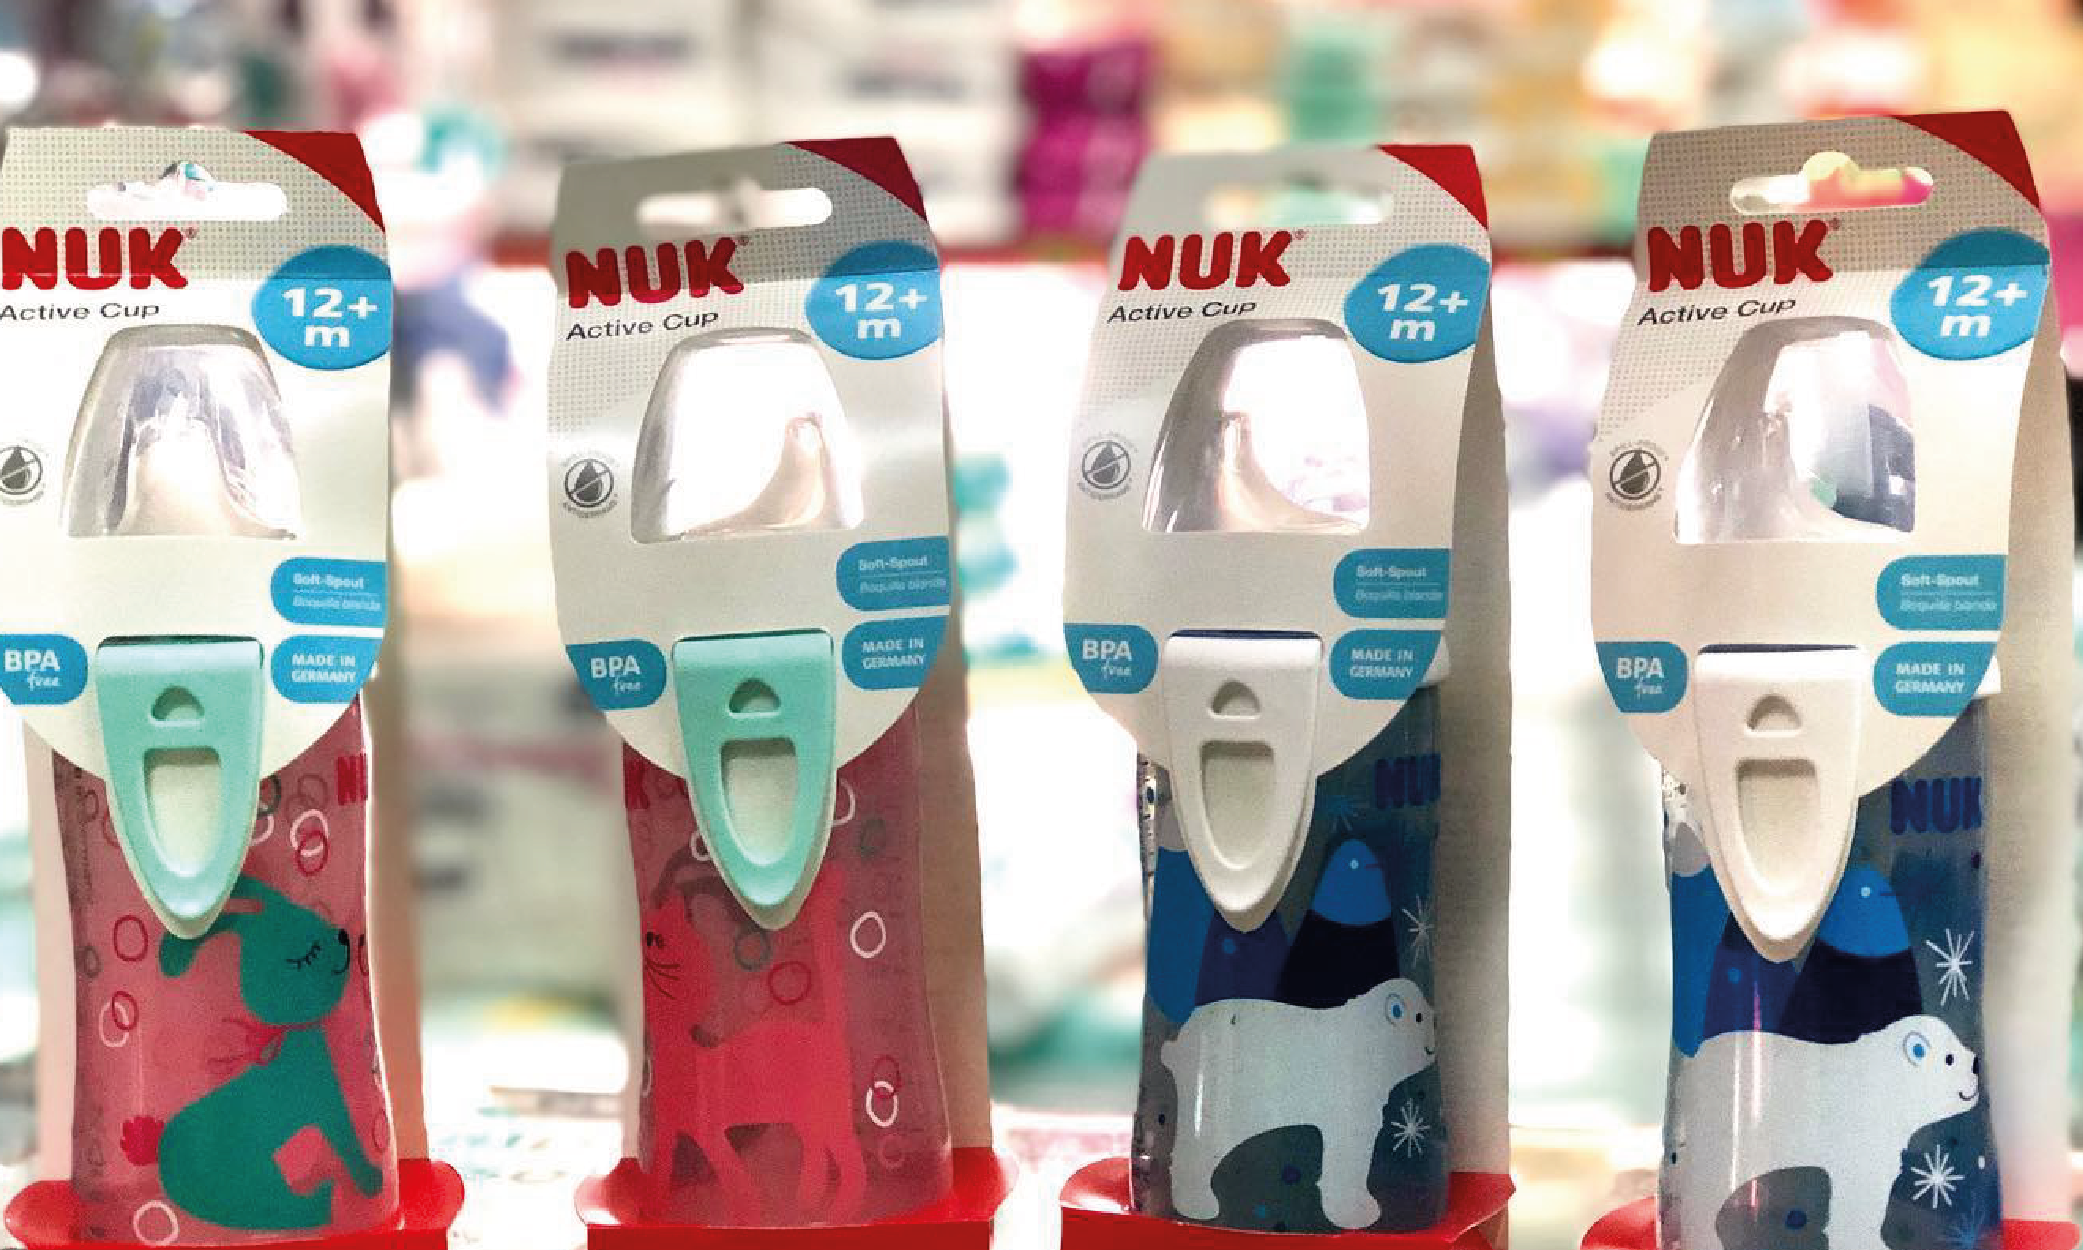 NUK®
Active Cup
12+
m
Soft-Spout
Boquilla blanda
BPA
free
MADE IN
GERMANY
NUK®
Active Cup
12+
m
Soft-Spout
Boquilla blanda
BPA
free
MADE IN
GERMANY
NUK®
Active Cup
12+
m
Soft-Spout
Boquilla blanda
BPA
free
MADE IN
GERMANY
NUK
NUK®
Active Cup
12+
m
Soft-Spout
Boquilla blanda
BPA
free
MADE IN
GERMANY
NUK